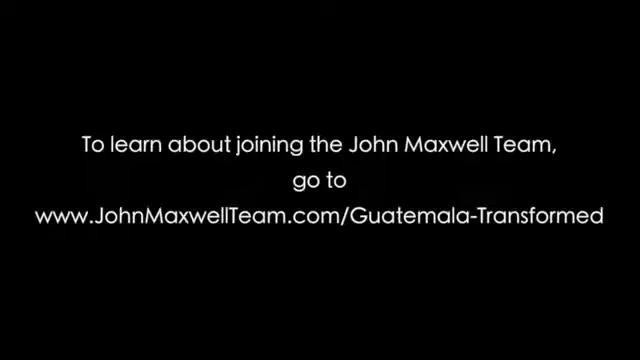 To learn about joining the John Maxwell Team,
go to
www.JohnMaxwellTeam.com/Guatemala-Transformed